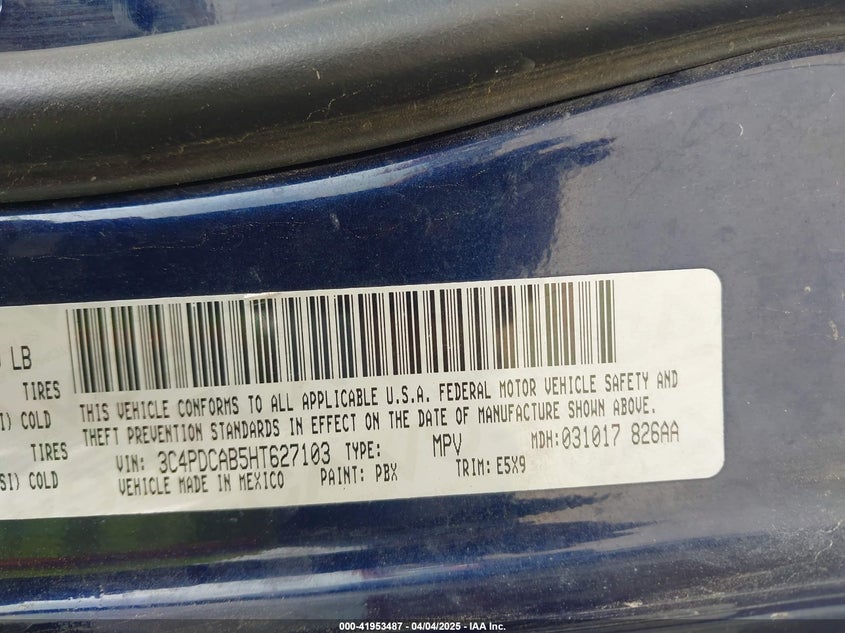 LB
TIRES
COLD
TIRES
SI) COLD
THIS VEHICLE CONFORMS TO ALL APPLICABLE U.S.A. FEDERAL MOTOR VEHICLE SAFETY AND
THEFT PREVENTION STANDARDS IN EFFECT ON THE DATE OF MANUFACTURE SHOWN ABOVE.
VIN: 3C4PDCAB5HT627103 TYPE: MPV MDH:031017 826AA
VEHICLE MADE IN MEXICO PAINT: PBX TRIM: E5X9
000-41953487 - 04/04/2025 - IAA Inc.